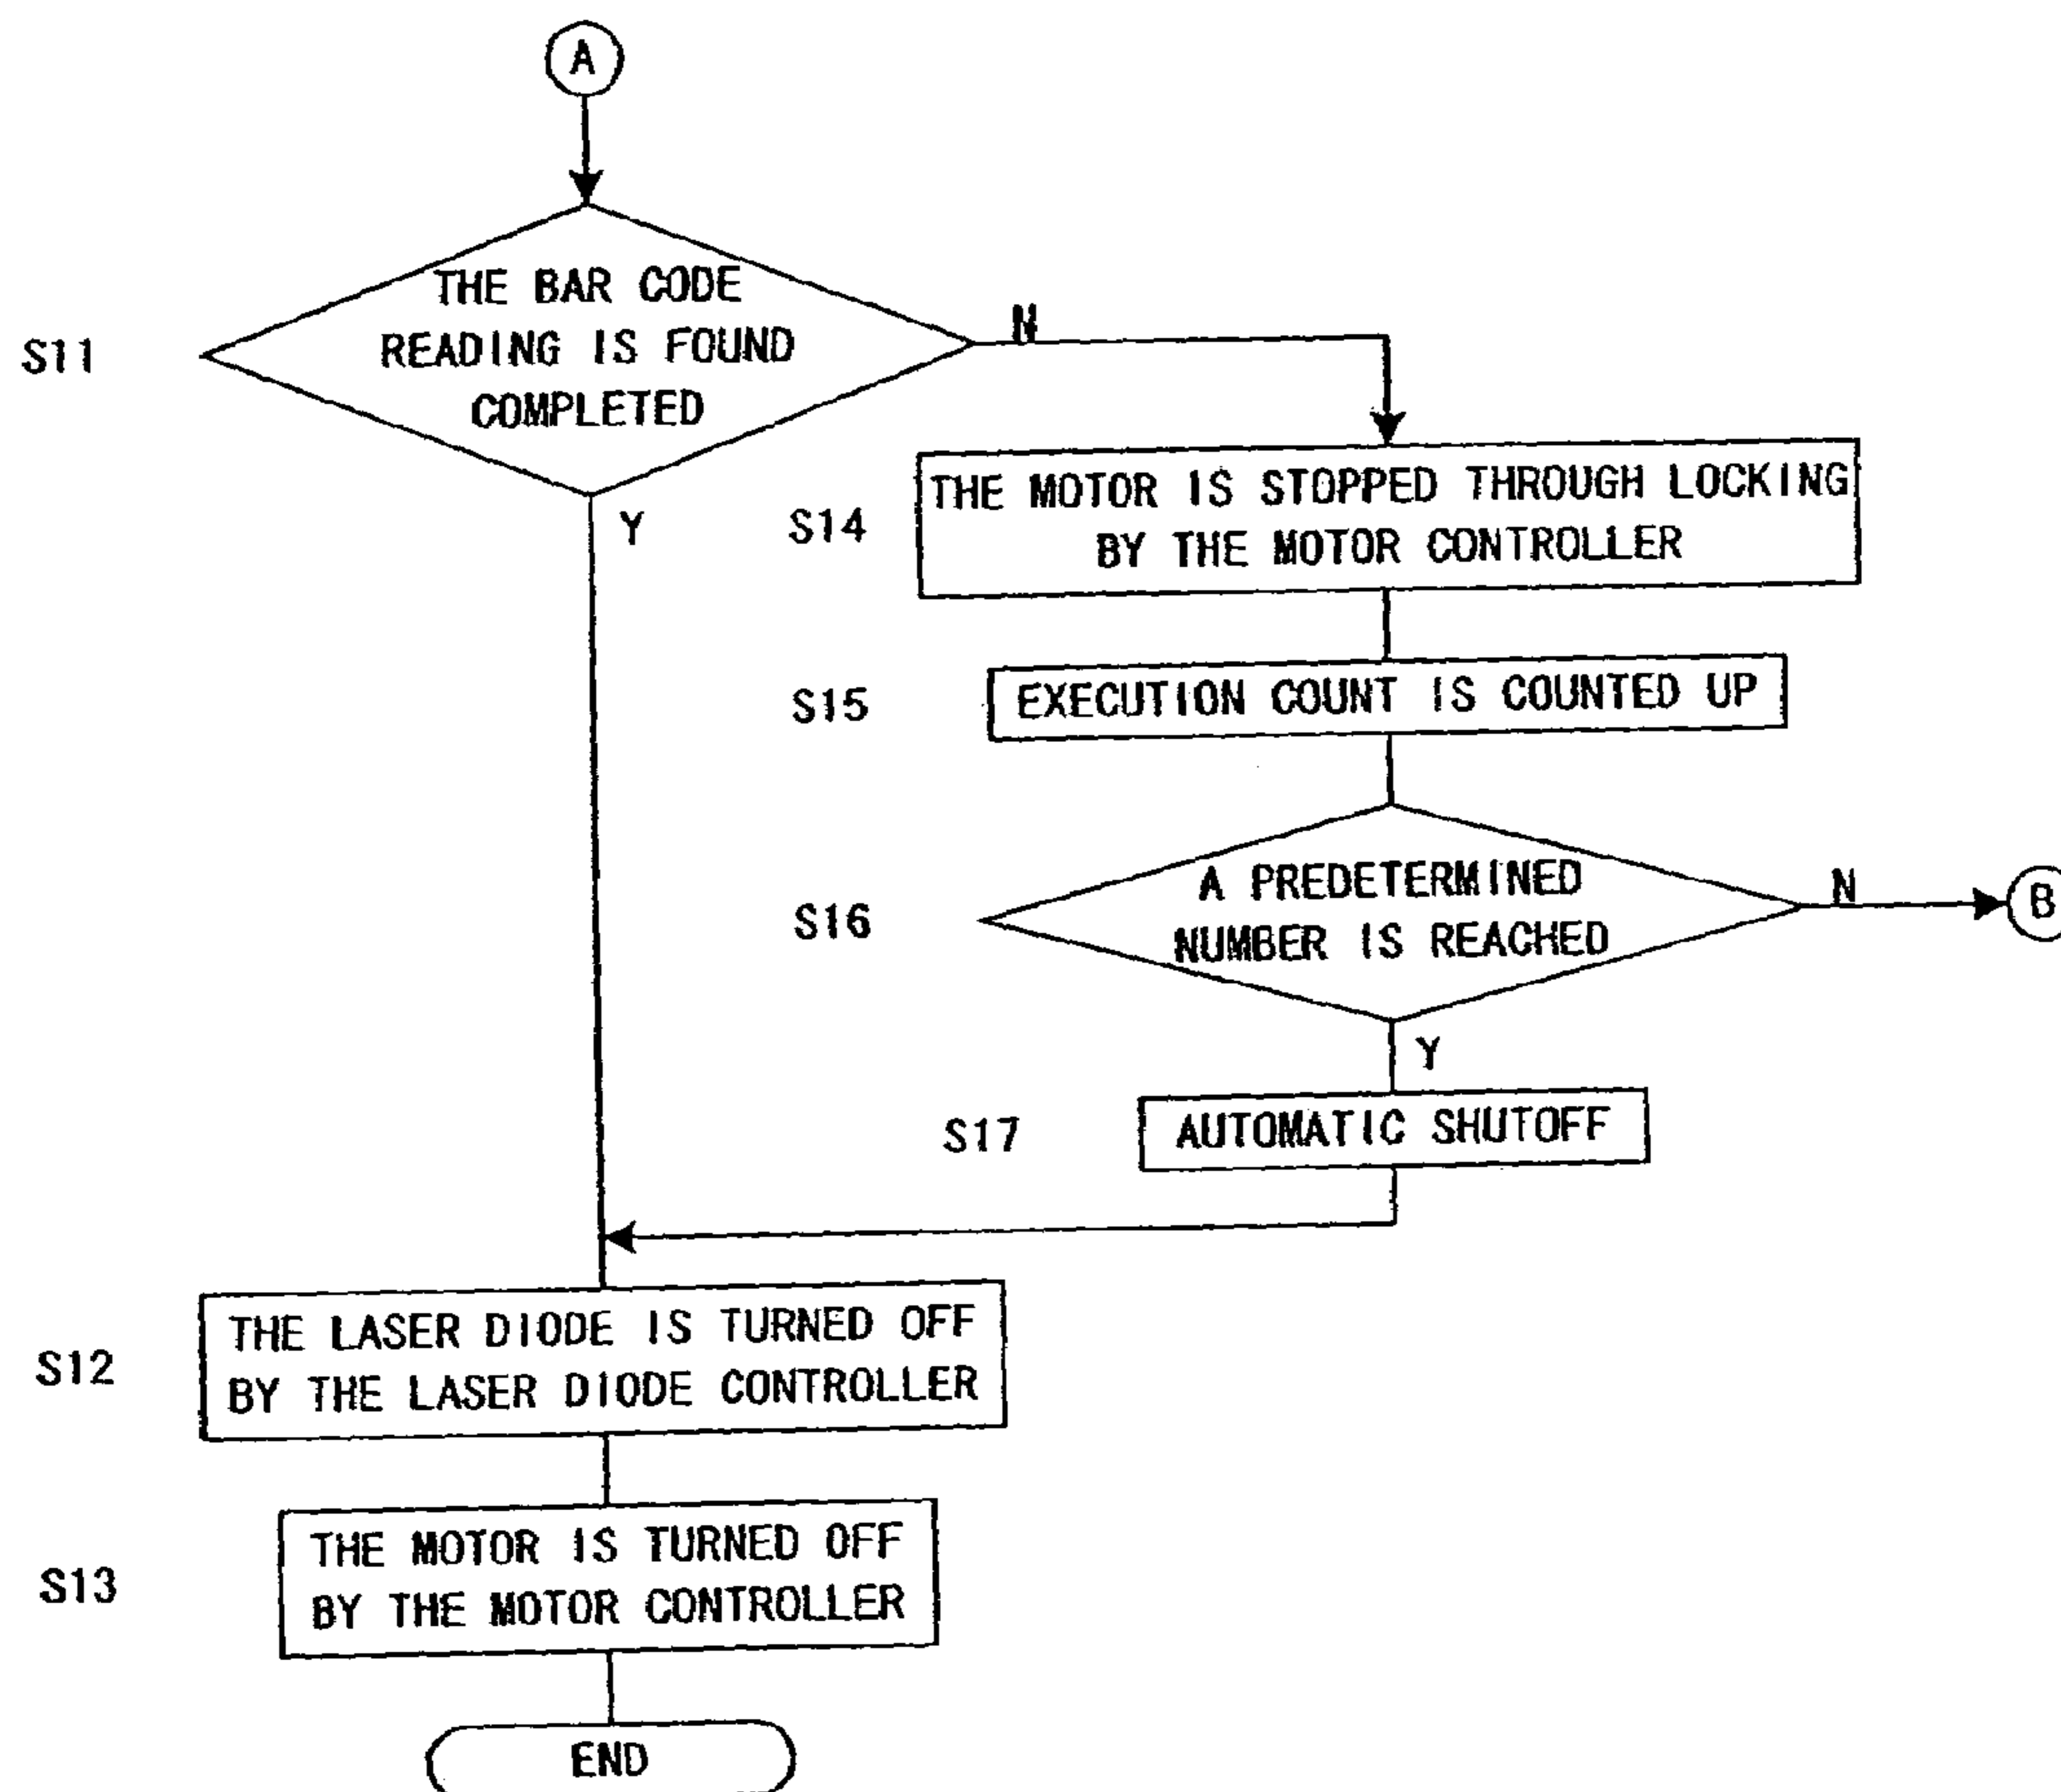 A
S11
THE BAR CODE
READING IS FOUND
COMPLETED
N
Y
S14
THE MOTOR IS STOPPED THROUGH LOCKING
BY THE MOTOR CONTROLLER
S15
EXECUTION COUNT IS COUNTED UP
S16
A PREDETERMINED
NUMBER IS REACHED
N
B
Y
S17
AUTOMATIC SHUTOFF
S12
THE LASER DIODE IS TURNED OFF
BY THE LASER DIODE CONTROLLER
S13
THE MOTOR IS TURNED OFF
BY THE MOTOR CONTROLLER
END